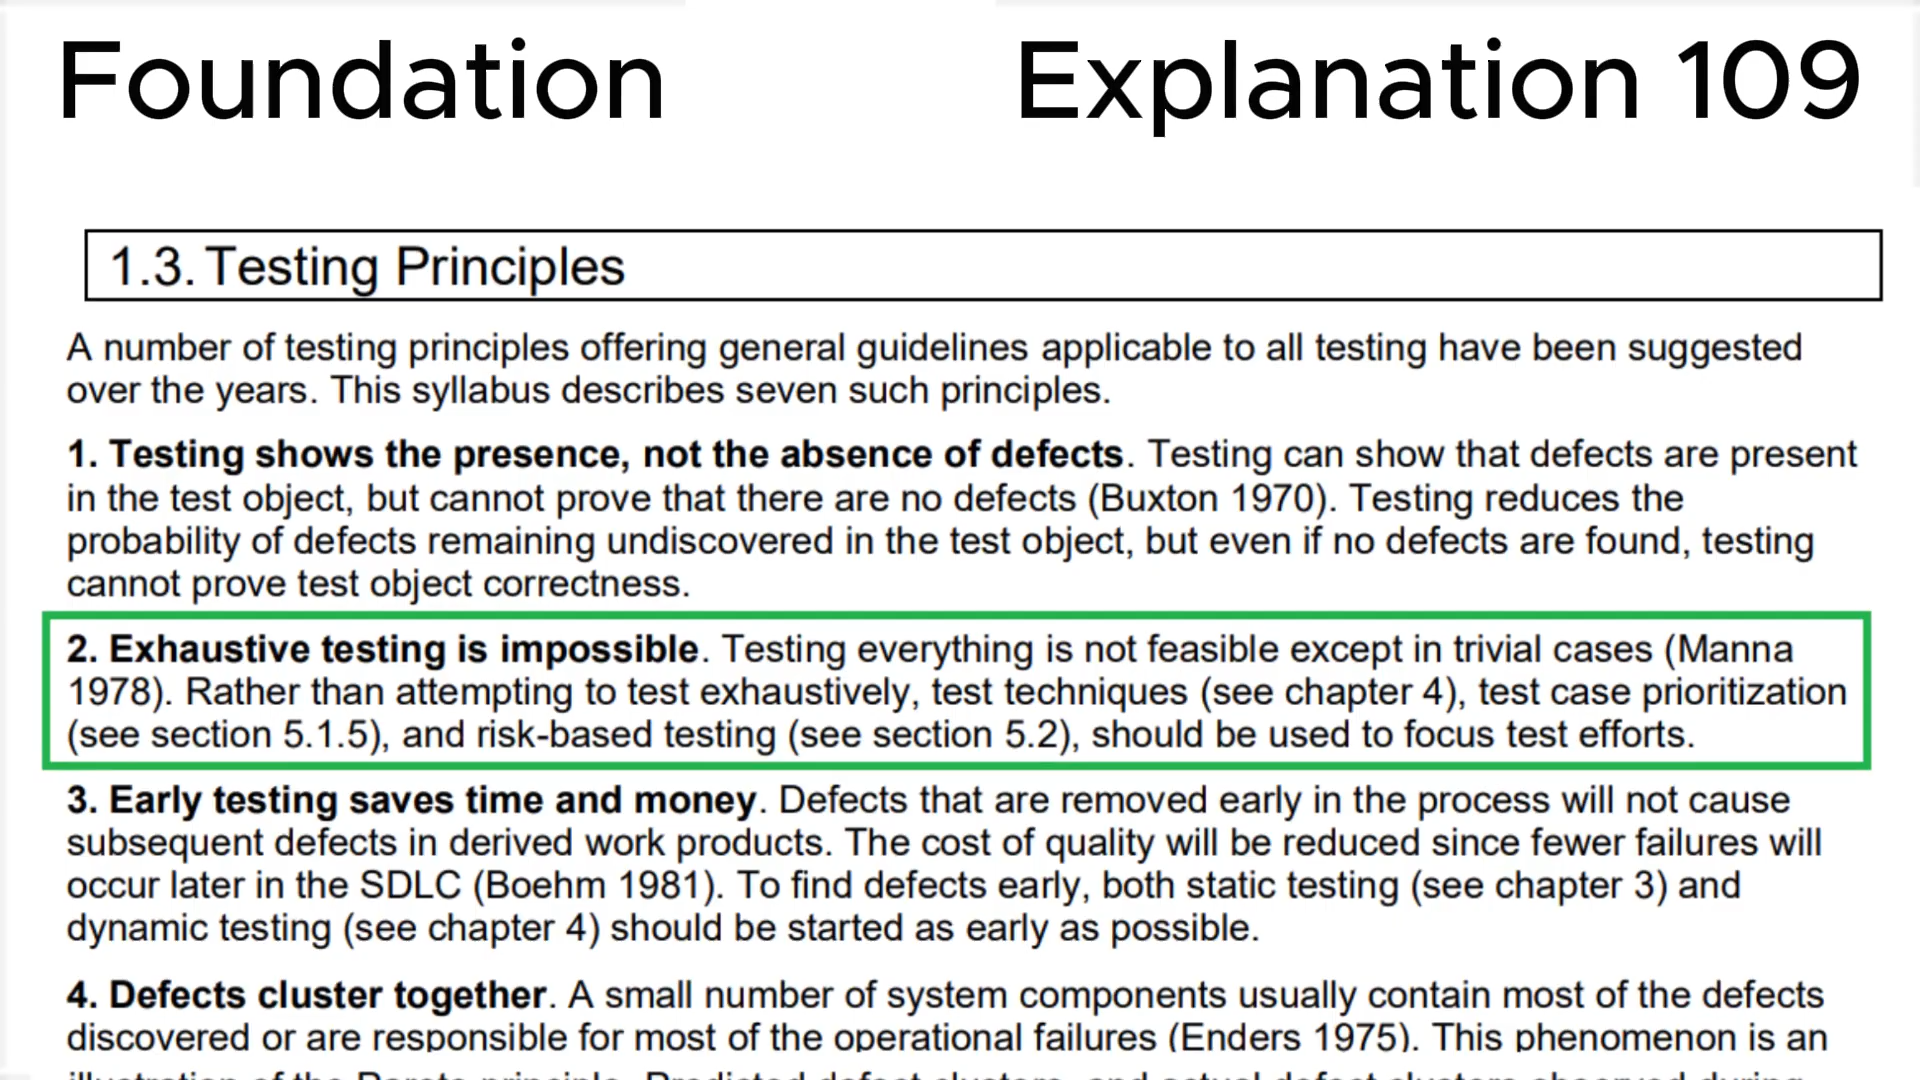 Foundation
Explanation 109
1.3. Testing Principles
A number of testing principles offering general guidelines applicable to all testing have been suggested
over the years. This syllabus describes seven such principles.
1. Testing shows the presence, not the absence of defects. Testing can show that defects are present
in the test object, but cannot prove that there are no defects (Buxton 1970). Testing reduces the
probability of defects remaining undiscovered in the test object, but even if no defects are found, testing
cannot prove test object correctness.
2. Exhaustive testing is impossible. Testing everything is not feasible except in trivial cases (Manna
1978). Rather than attempting to test exhaustively, test techniques (see chapter 4), test case prioritization
(see section 5.1.5), and risk-based testing (see section 5.2), should be used to focus test efforts.
3. Early testing saves time and money. Defects that are removed early in the process will not cause
subsequent defects in derived work products. The cost of quality will be reduced since fewer failures will
occur later in the SDLC (Boehm 1981). To find defects early, both static testing (see chapter 3) and
dynamic testing (see chapter 4) should be started as early as possible.
4. Defects cluster together. A small number of system components usually contain most of the defects
discovered or are responsible for most of the operational failures (Enders 1975). This phenomenon is an